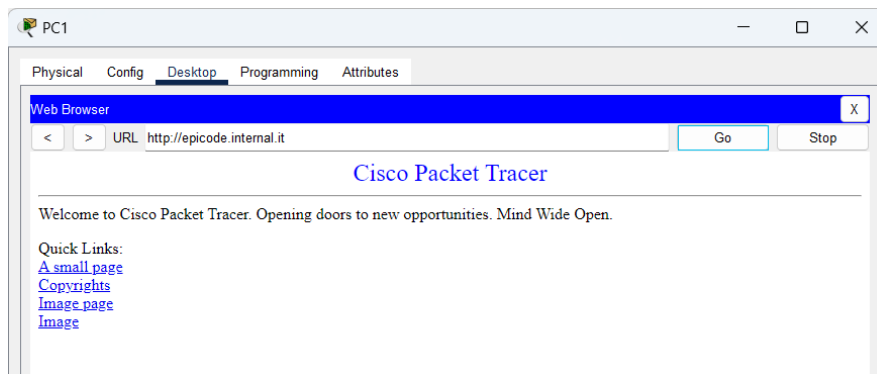 PC1
Physical Config Desktop Programming Attributes
Web Browser X
< > URL http://epicode.internal.it Go Stop
Cisco Packet Tracer
Welcome to Cisco Packet Tracer. Opening doors to new opportunities. Mind Wide Open.
Quick Links:
A small page
Copyrights
Image page
Image